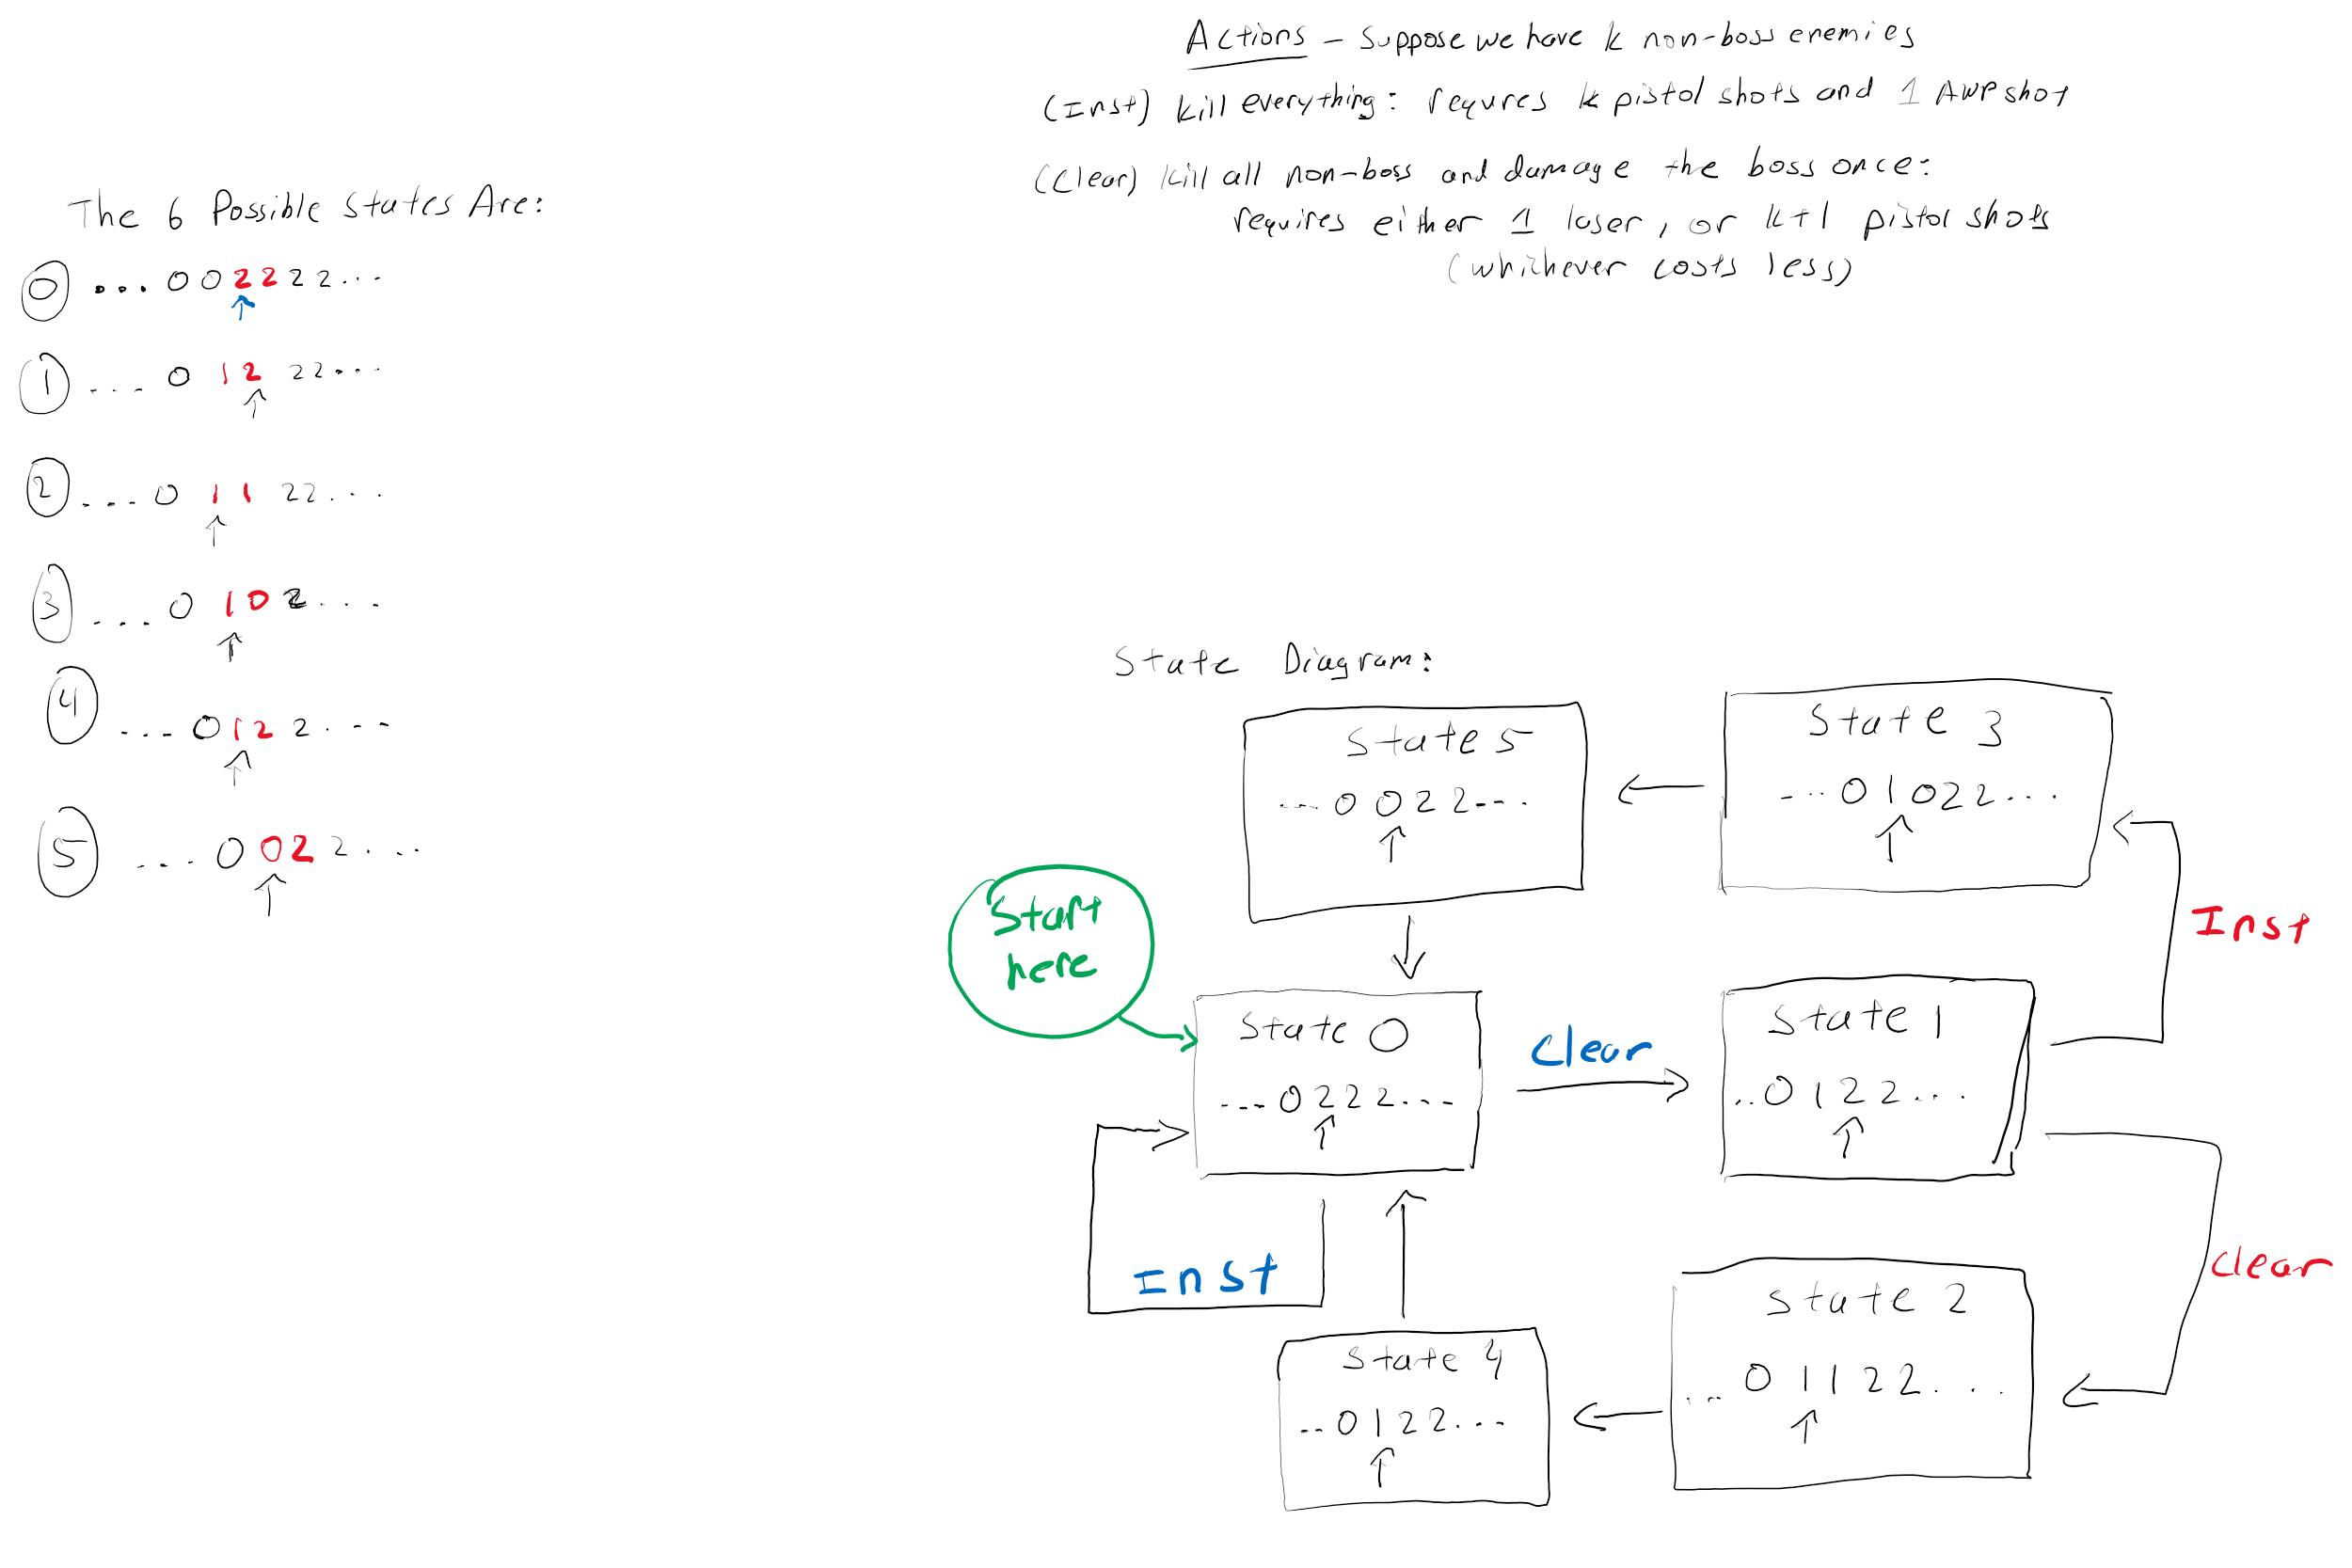 Actions - Suppose we have k non-boss enemies
(Inst) kill everything: requres k pistol shots and 1 AWP shot
(Clear) kill all non-boss and damage the boss once:
requires either 1 laser, or k+1 pistol shots
(whichever costs less)
The 6 Possible States Are:
0 ... 0 0 2 2 2 2 ...
↑
1 ... 0 1 2 2 2 ...
↑
2 ... 0 1 1 2 2 ...
↑
3 ... 0 1 0 2 ...
↑
4 ... 0 1 2 2 ...
↑
5 ... 0 0 2 2 ...
↑
State Diagram:
State 5
... 0 0 2 2 ...
↑
State 3
... 0 1 0 2 2 ...
↑
Inst
Start
here
State 0
... 0 2 2 2 ...
↑
Clear
State 1
.. 0 1 2 2 ...
↑
Inst
Clear
State 4
.. 0 1 2 2 ...
↑
State 2
... 0 1 1 2 2 ...
↑